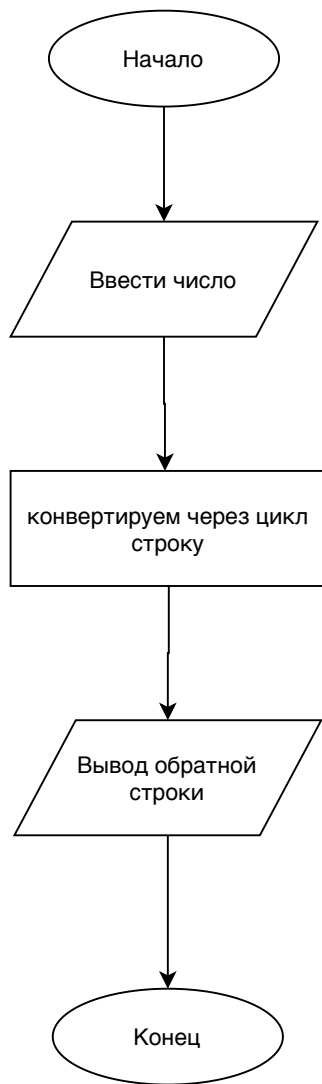 Начало
Ввести число
конвертируем через цикл
строку
Вывод обратной
строки
Конец